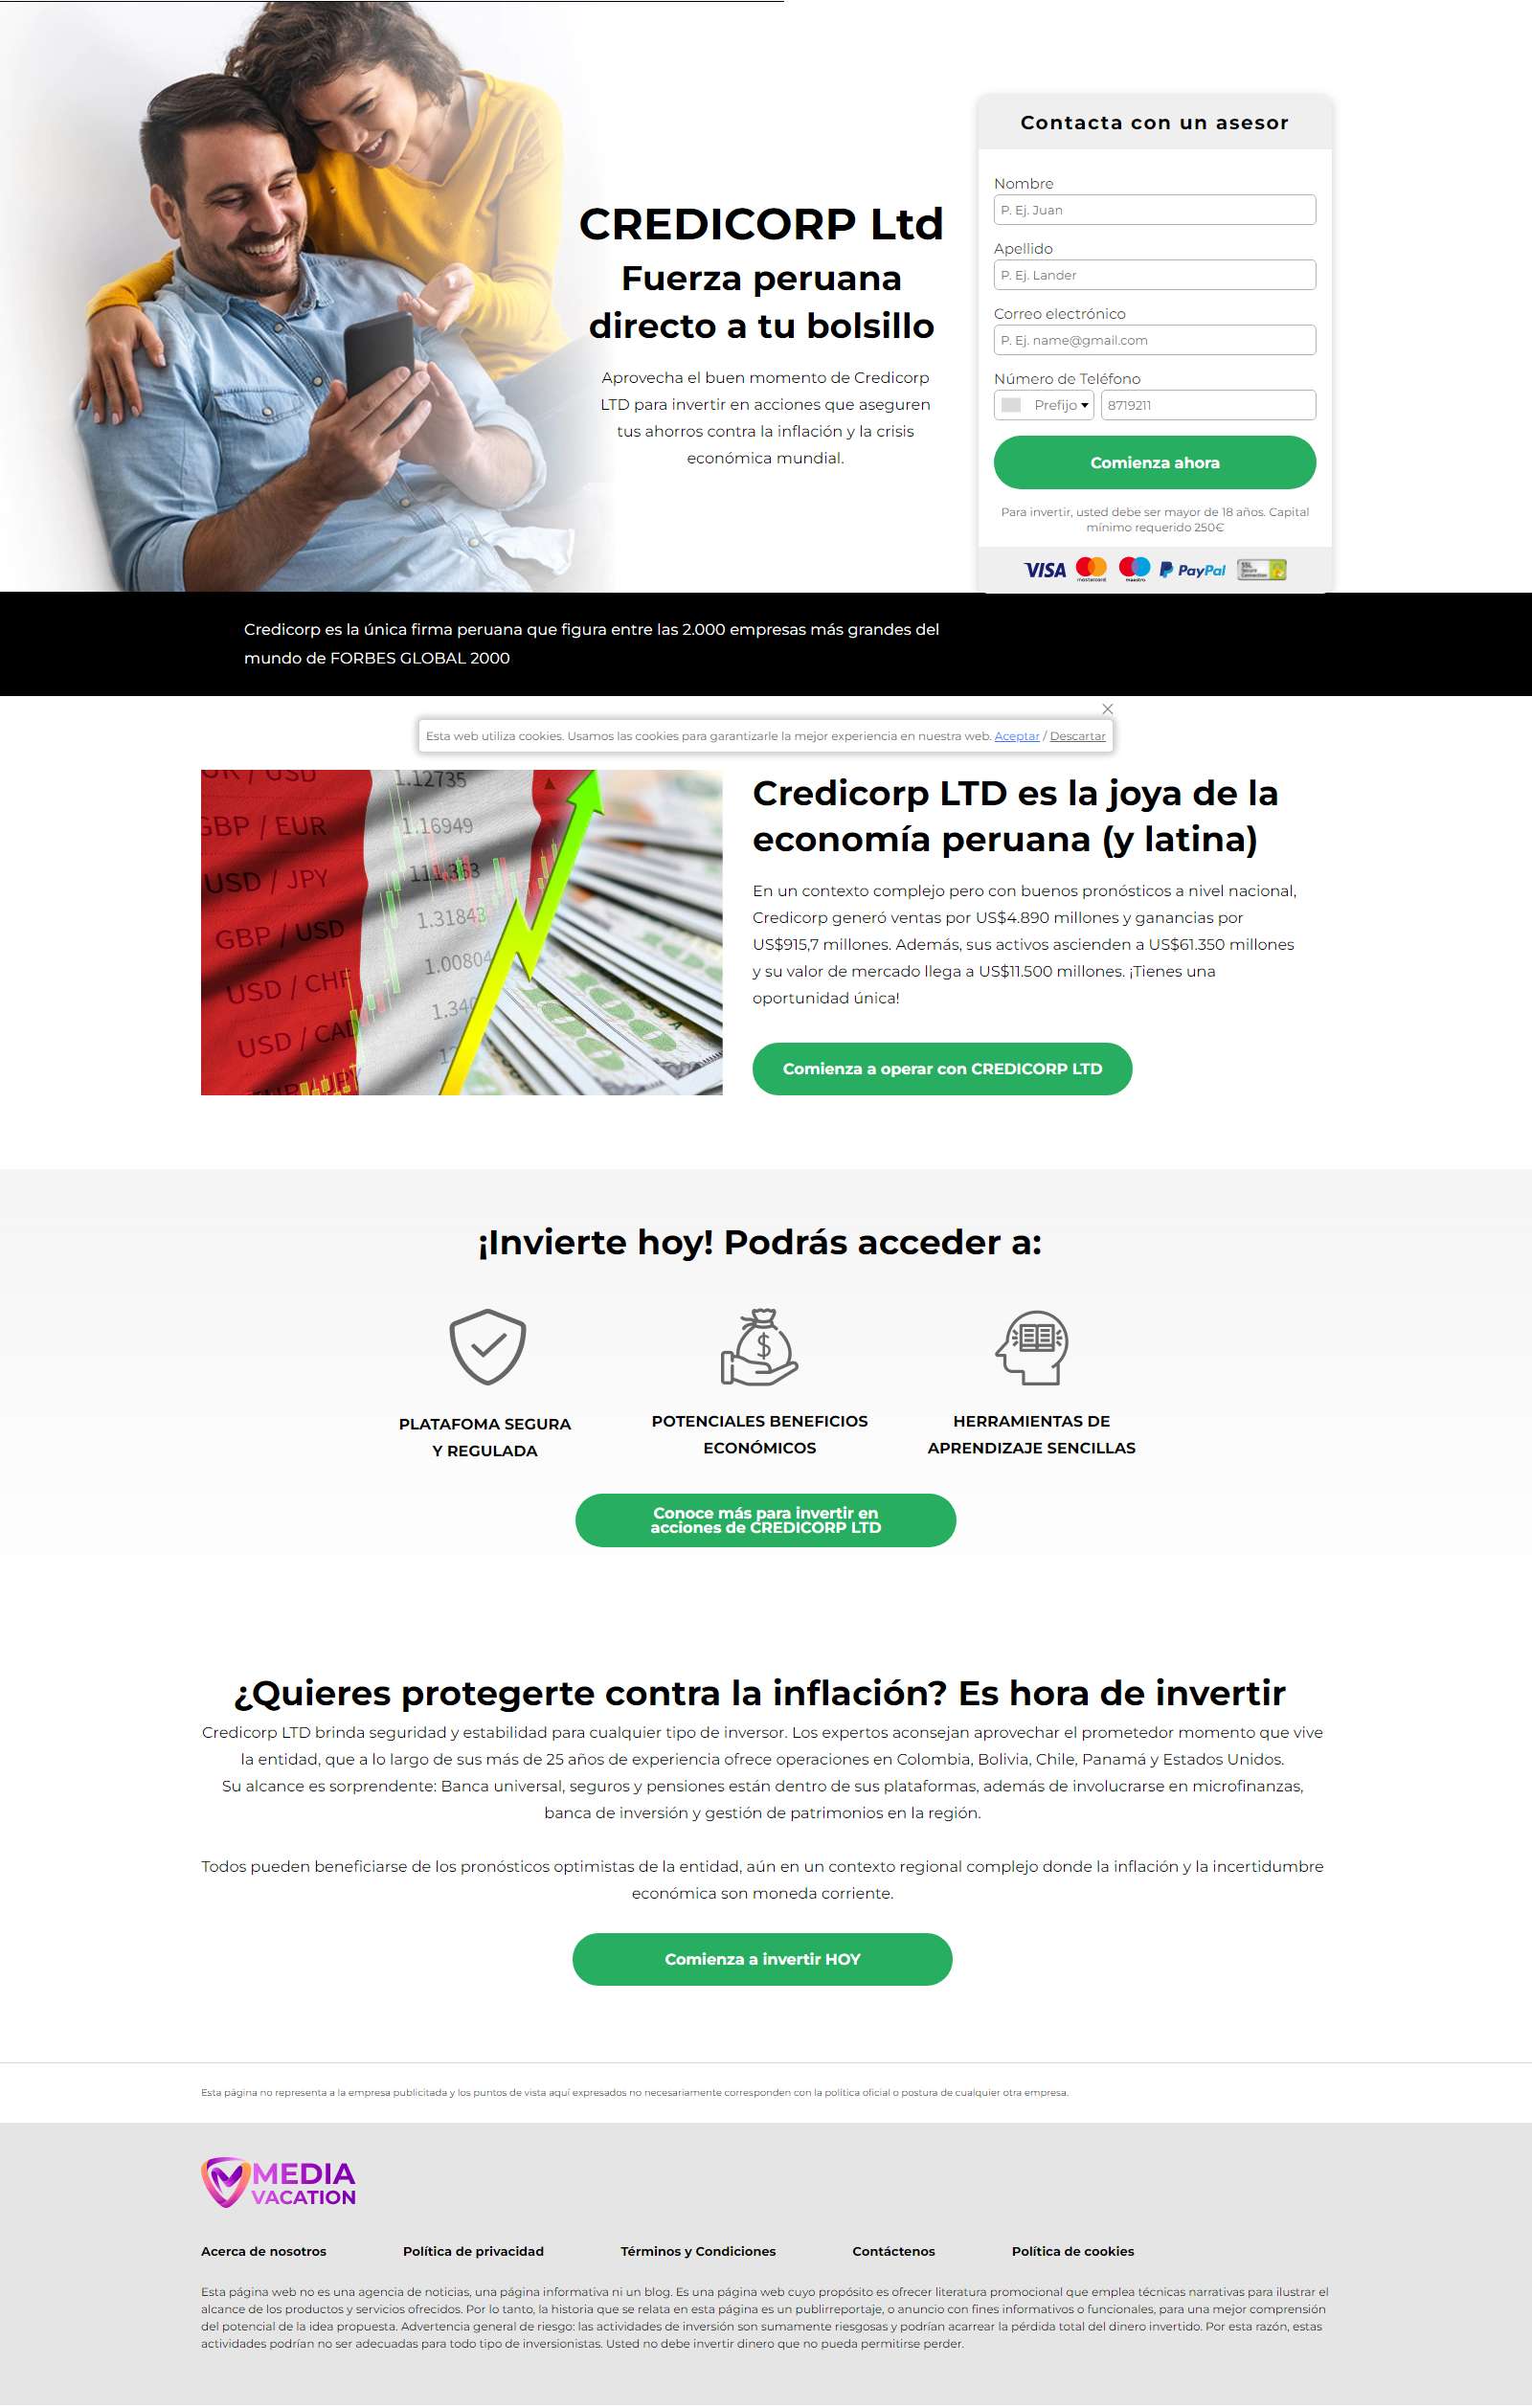 CREDICORP Ltd
Fuerza peruana
directo a tu bolsillo
Aprovecha el buen momento de Credicorp
LTD para invertir en acciones que aseguren
tus ahorros contra la inflación y la crisis
económica mundial.
Contacta con un asesor
Nombre
P. Ej. Juan
Apellido
P. Ej. Lander
Correo electrónico
P. Ej. name@gmail.com
Número de Teléfono
Prefijo 8719211
Comienza ahora
Para invertir, usted debe ser mayor de 18 años. Capital
mínimo requerido 250€
VISA mastercard maestro PayPal SSL Secure Connection
Credicorp es la única firma peruana que figura entre las 2.000 empresas más grandes del
mundo de FORBES GLOBAL 2000
Esta web utiliza cookies. Usamos las cookies para garantizarle la mejor experiencia en nuestra web. Aceptar / Descartar
USD 1.12735
GBP / EUR 1.16949
USD / JPY 111.363
GBP / USD 1.31843
USD / CHF 1.00804
USD / CAD 1.340
Credicorp LTD es la joya de la
economía peruana (y latina)
En un contexto complejo pero con buenos pronósticos a nivel nacional,
Credicorp generó ventas por US$4.890 millones y ganancias por
US$915,7 millones. Además, sus activos ascienden a US$61.350 millones
y su valor de mercado llega a US$11.500 millones. ¡Tienes una
oportunidad única!
Comienza a operar con CREDICORP LTD
¡Invierte hoy! Podrás acceder a:
PLATAFOMA SEGURA
Y REGULADA
POTENCIALES BENEFICIOS
ECONÓMICOS
HERRAMIENTAS DE
APRENDIZAJE SENCILLAS
Conoce más para invertir en
acciones de CREDICORP LTD
¿Quieres protegerte contra la inflación? Es hora de invertir
Credicorp LTD brinda seguridad y estabilidad para cualquier tipo de inversor. Los expertos aconsejan aprovechar el prometedor momento que vive
la entidad, que a lo largo de sus más de 25 años de experiencia ofrece operaciones en Colombia, Bolivia, Chile, Panamá y Estados Unidos.
Su alcance es sorprendente: Banca universal, seguros y pensiones están dentro de sus plataformas, además de involucrarse en microfinanzas,
banca de inversión y gestión de patrimonios en la región.
Todos pueden beneficiarse de los pronósticos optimistas de la entidad, aún en un contexto regional complejo donde la inflación y la incertidumbre
económica son moneda corriente.
Comienza a invertir HOY
Esta página no representa a la empresa publicitada y los puntos de vista aquí expresados no necesariamente corresponden con la política oficial o postura de cualquier otra empresa.
MEDIA
VACATION
Acerca de nosotros
Política de privacidad
Términos y Condiciones
Contáctenos
Política de cookies
Esta página web no es una agencia de noticias, una página informativa ni un blog. Es una página web cuyo propósito es ofrecer literatura promocional que emplea técnicas narrativas para ilustrar el
alcance de los productos y servicios ofrecidos. Por lo tanto, la historia que se relata en esta página es un publirreportaje, o anuncio con fines informativos o funcionales, para una mejor comprensión
del potencial de la idea propuesta. Advertencia general de riesgo: las actividades de inversión son sumamente riesgosas y podrían acarrear la pérdida total del dinero invertido. Por esta razón, estas
actividades podrían no ser adecuadas para todo tipo de inversionistas. Usted no debe invertir dinero que no pueda permitirse perder.